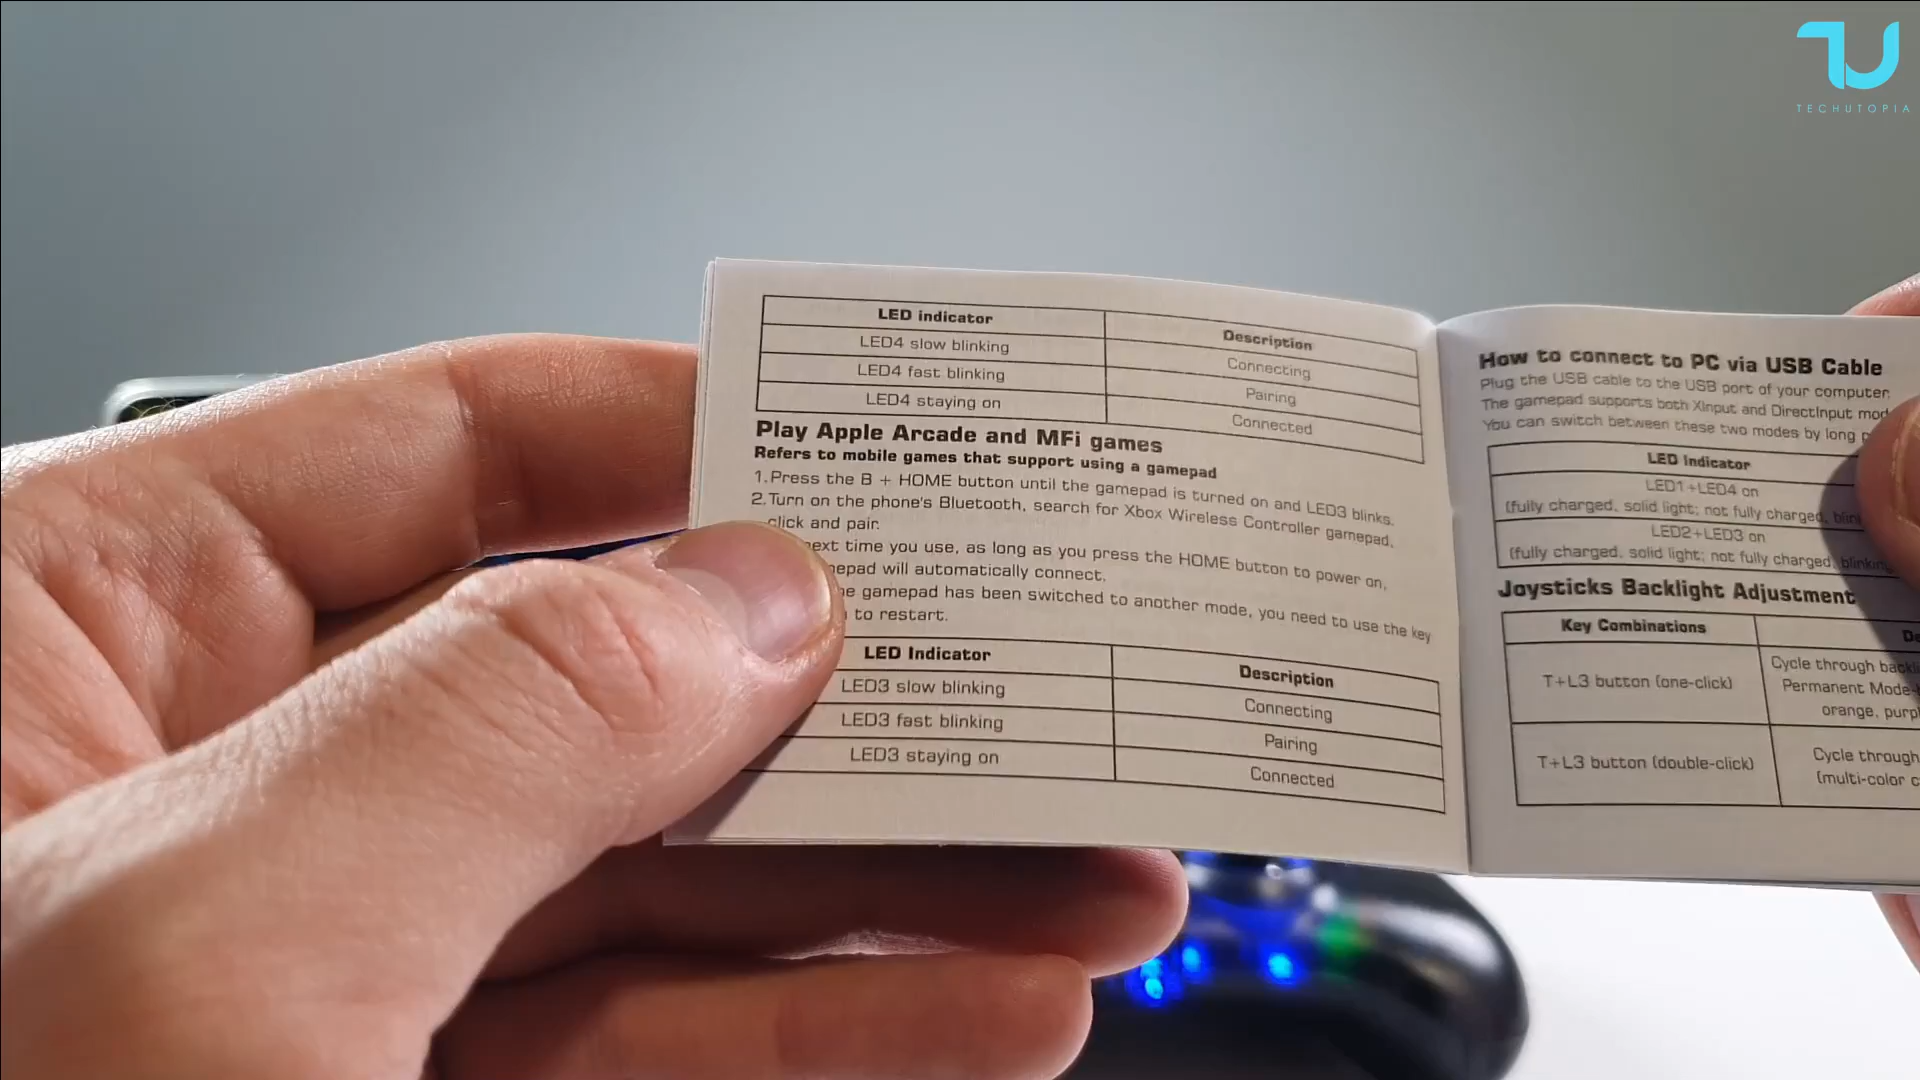 TECHUTOPIA
LED indicator Description
LED4 slow blinking Connecting
LED4 fast blinking Pairing
LED4 staying on Connected
Play Apple Arcade and MFi games
Refers to mobile games that support using a gamepad
1.Press the B + HOME button until the gamepad is turned on and LED3 blinks.
2.Turn on the phone's Bluetooth, search for Xbox Wireless Controller gamepad,
click and pair.
next time you use, as long as you press the HOME button to power on,
will automatically connect.
gamepad has been switched to another mode, you need to use the key
to restart.
LED Indicator Description
LED3 slow blinking Connecting
LED3 fast blinking Pairing
LED3 staying on Connected
How to connect to PC via USB Cable
Plug the USB cable to the USB port of your computer.
The gamepad supports both XInput and DirectInput
You can switch between these two modes by long
LED Indicator
LED1+LED4 on
(fully charged, solid light; not fully charged,
LED2+LED3 on
(fully charged, solid light; not fully charged, blinking
Joysticks Backlight Adjustment
Key Combinations
T+L3 button (one-click) Cycle through
Permanent Mode-
orange,
T+L3 button (double-click) Cycle through
(multi-color